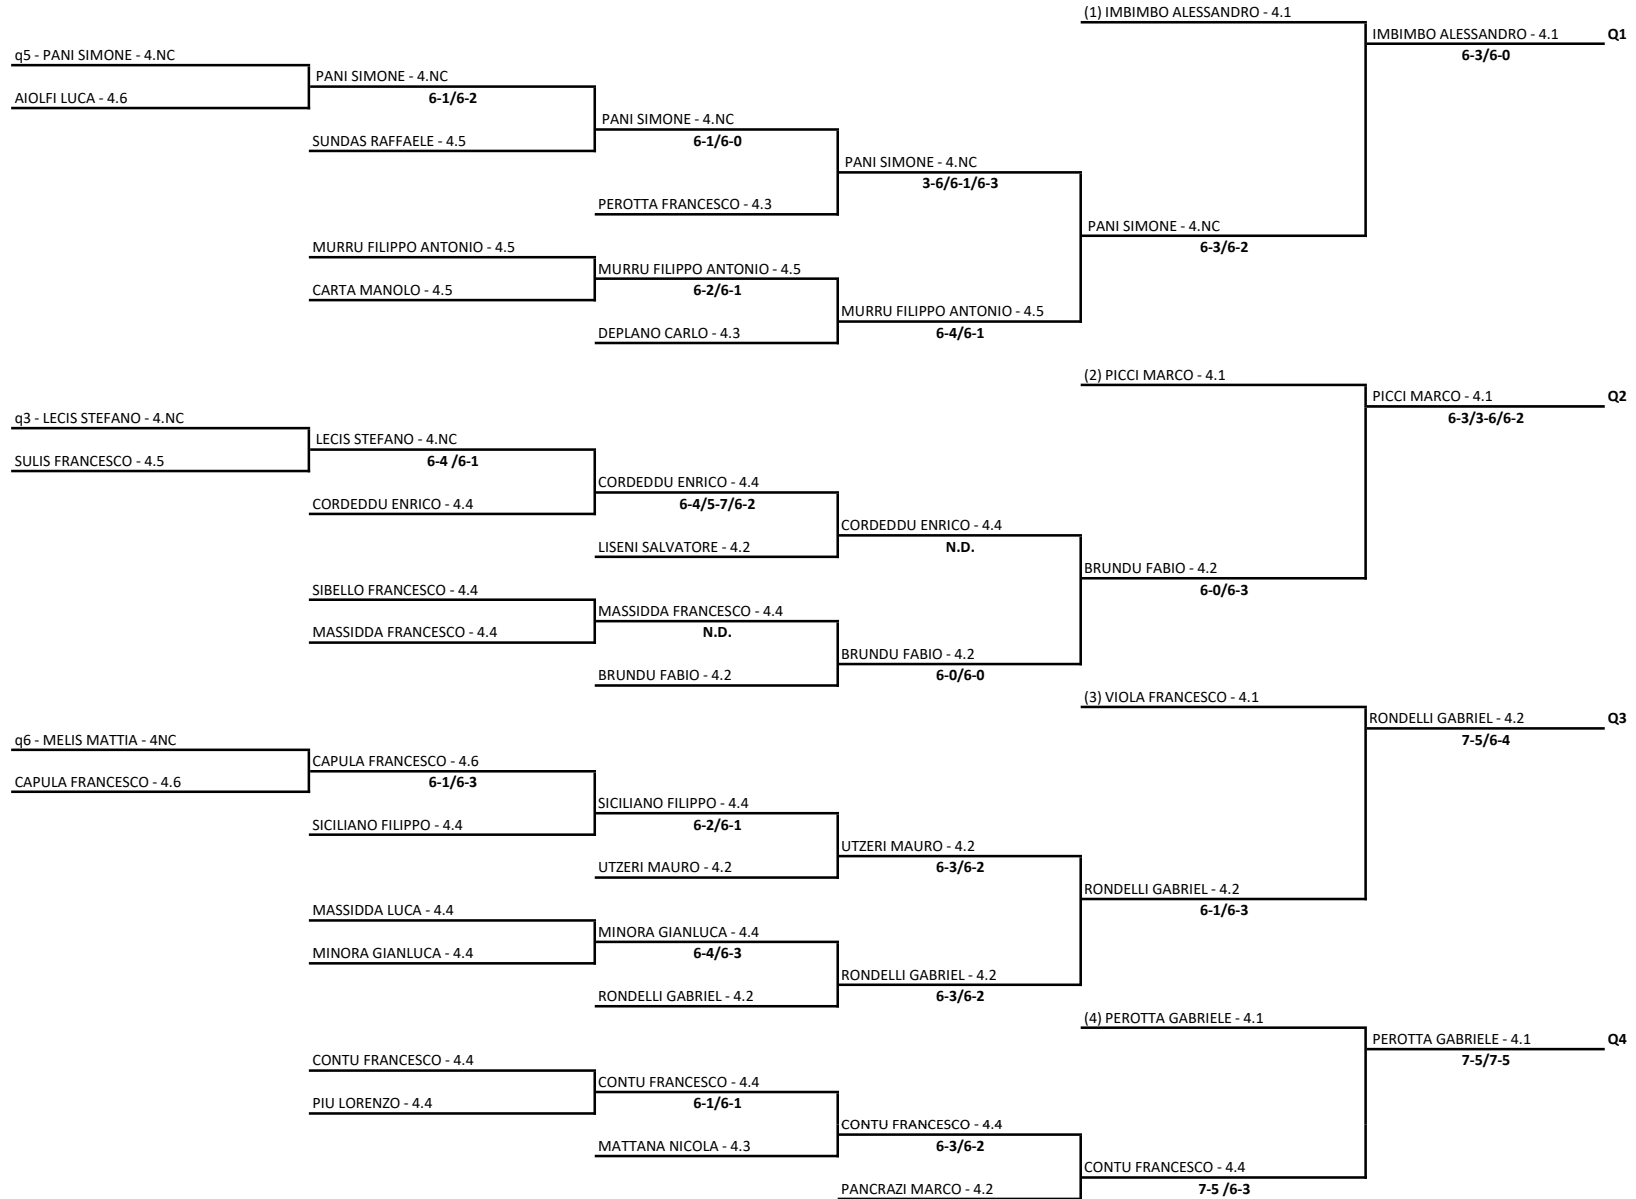 (1) IMBIMBO ALESSANDRO - 4.1
IMBIMBO ALESSANDRO - 4.1 Q1
6-3/6-0
q5 - PANI SIMONE - 4.NC
PANI SIMONE - 4.NC
AIOLFI LUCA - 4.6
6-1/6-2
PANI SIMONE - 4.NC
SUNDAS RAFFAELE - 4.5
6-1/6-0
PANI SIMONE - 4.NC
3-6/6-1/6-3
PEROTTA FRANCESCO - 4.3
PANI SIMONE - 4.NC
MURRU FILIPPO ANTONIO - 4.5
6-3/6-2
MURRU FILIPPO ANTONIO - 4.5
CARTA MANOLO - 4.5
6-2/6-1
MURRU FILIPPO ANTONIO - 4.5
DEPLANO CARLO - 4.3
6-4/6-1
(2) PICCI MARCO - 4.1
PICCI MARCO - 4.1 Q2
q3 - LECIS STEFANO - 4.NC
6-3/3-6/6-2
LECIS STEFANO - 4.NC
SULIS FRANCESCO - 4.5
6-4 /6-1
CORDEDDU ENRICO - 4.4
CORDEDDU ENRICO - 4.4
6-4/5-7/6-2
CORDEDDU ENRICO - 4.4
LISENI SALVATORE - 4.2
N.D.
BRUNDU FABIO - 4.2
SIBELLO FRANCESCO - 4.4
6-0/6-3
MASSIDDA FRANCESCO - 4.4
MASSIDDA FRANCESCO - 4.4
N.D.
BRUNDU FABIO - 4.2
BRUNDU FABIO - 4.2
6-0/6-0
(3) VIOLA FRANCESCO - 4.1
RONDELLI GABRIEL - 4.2 Q3
q6 - MELIS MATTIA - 4NC
7-5/6-4
CAPULA FRANCESCO - 4.6
CAPULA FRANCESCO - 4.6
6-1/6-3
SICILIANO FILIPPO - 4.4
SICILIANO FILIPPO - 4.4
6-2/6-1
UTZERI MAURO - 4.2
UTZERI MAURO - 4.2
6-3/6-2
RONDELLI GABRIEL - 4.2
MASSIDDA LUCA - 4.4
6-1/6-3
MINORA GIANLUCA - 4.4
MINORA GIANLUCA - 4.4
6-4/6-3
RONDELLI GABRIEL - 4.2
RONDELLI GABRIEL - 4.2
6-3/6-2
(4) PEROTTA GABRIELE - 4.1
PEROTTA GABRIELE - 4.1 Q4
CONTU FRANCESCO - 4.4
7-5/7-5
CONTU FRANCESCO - 4.4
PIU LORENZO - 4.4
6-1/6-1
CONTU FRANCESCO - 4.4
MATTANA NICOLA - 4.3
6-3/6-2
CONTU FRANCESCO - 4.4
PANCRAZI MARCO - 4.2
7-5 /6-3